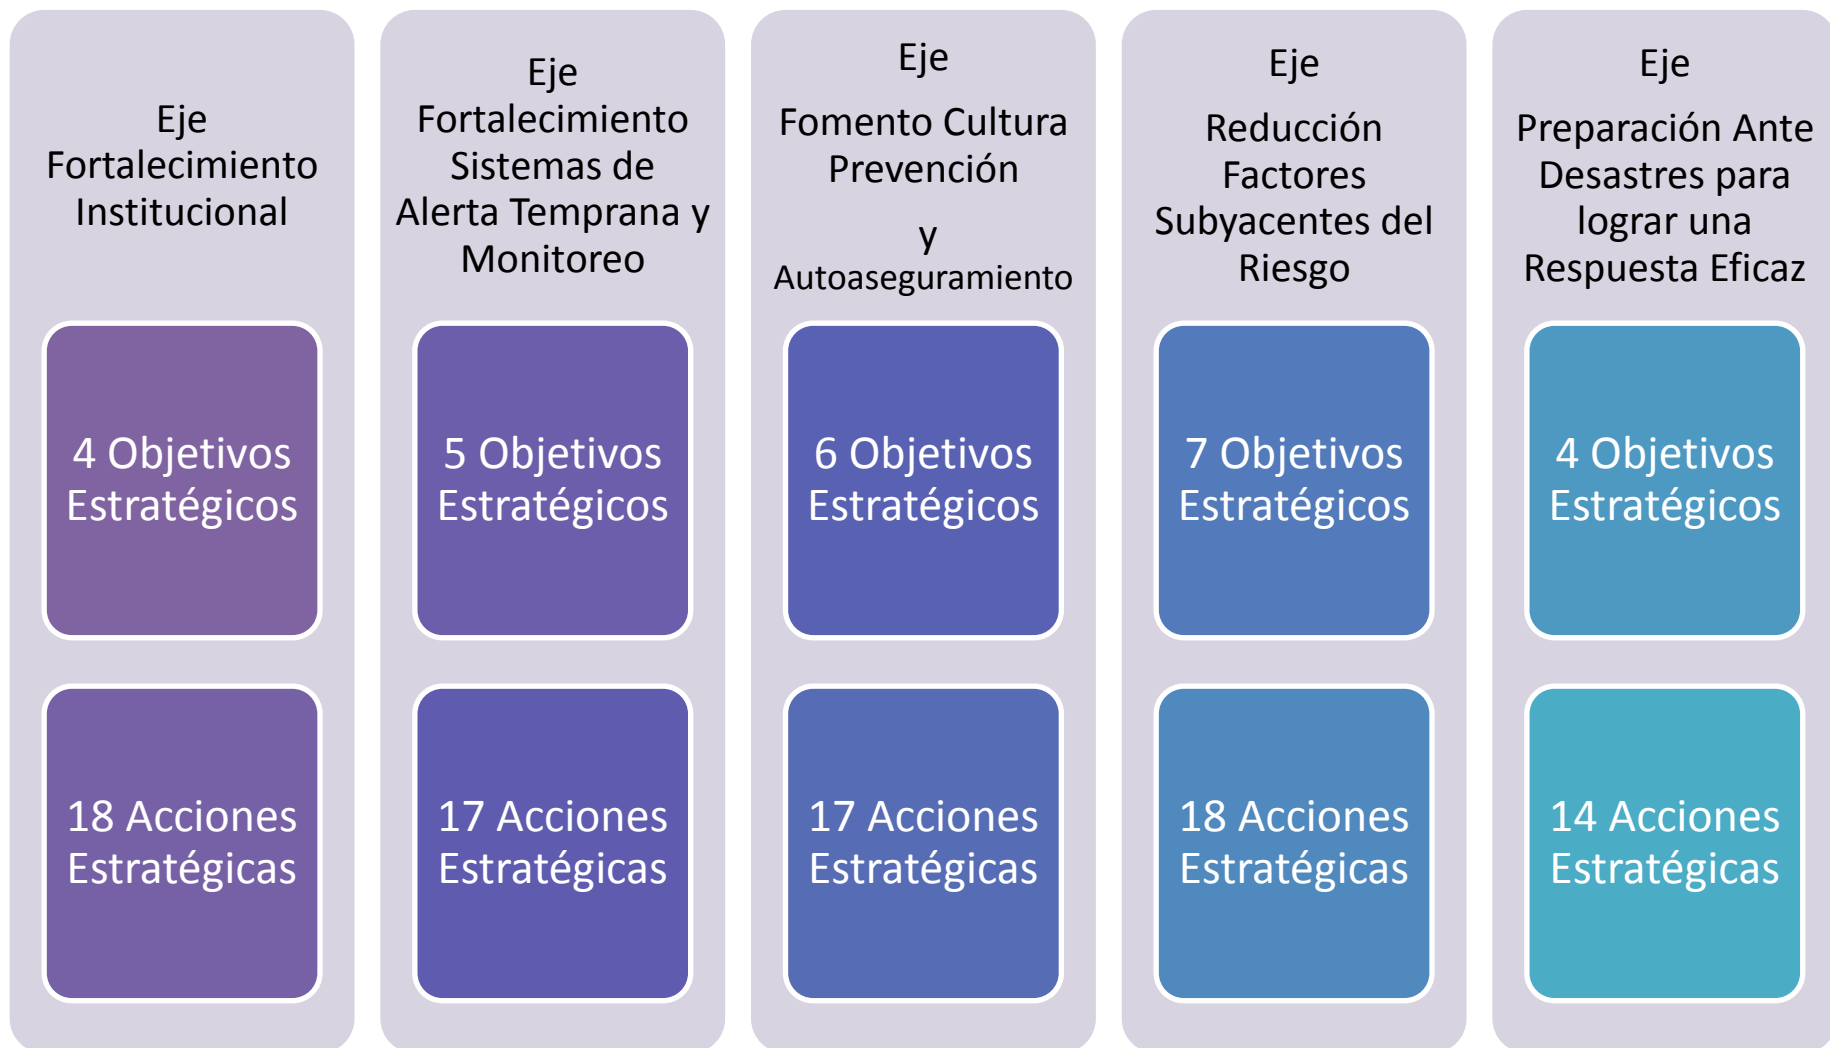 Eje
Fortalecimiento
Institucional
4 Objetivos
Estratégicos
18 Acciones
Estratégicas
Eje
Fortalecimiento
Sistemas de
Alerta Temprana y
Monitoreo
5 Objetivos
Estratégicos
17 Acciones
Estratégicas
Eje
Fomento Cultura
Prevención
y
Autoaseguramiento
6 Objetivos
Estratégicos
17 Acciones
Estratégicas
Eje
Reducción
Factores
Subyacentes del
Riesgo
7 Objetivos
Estratégicos
18 Acciones
Estratégicas
Eje
Preparación Ante
Desastres para
lograr una
Respuesta Eficaz
4 Objetivos
Estratégicos
14 Acciones
Estratégicas